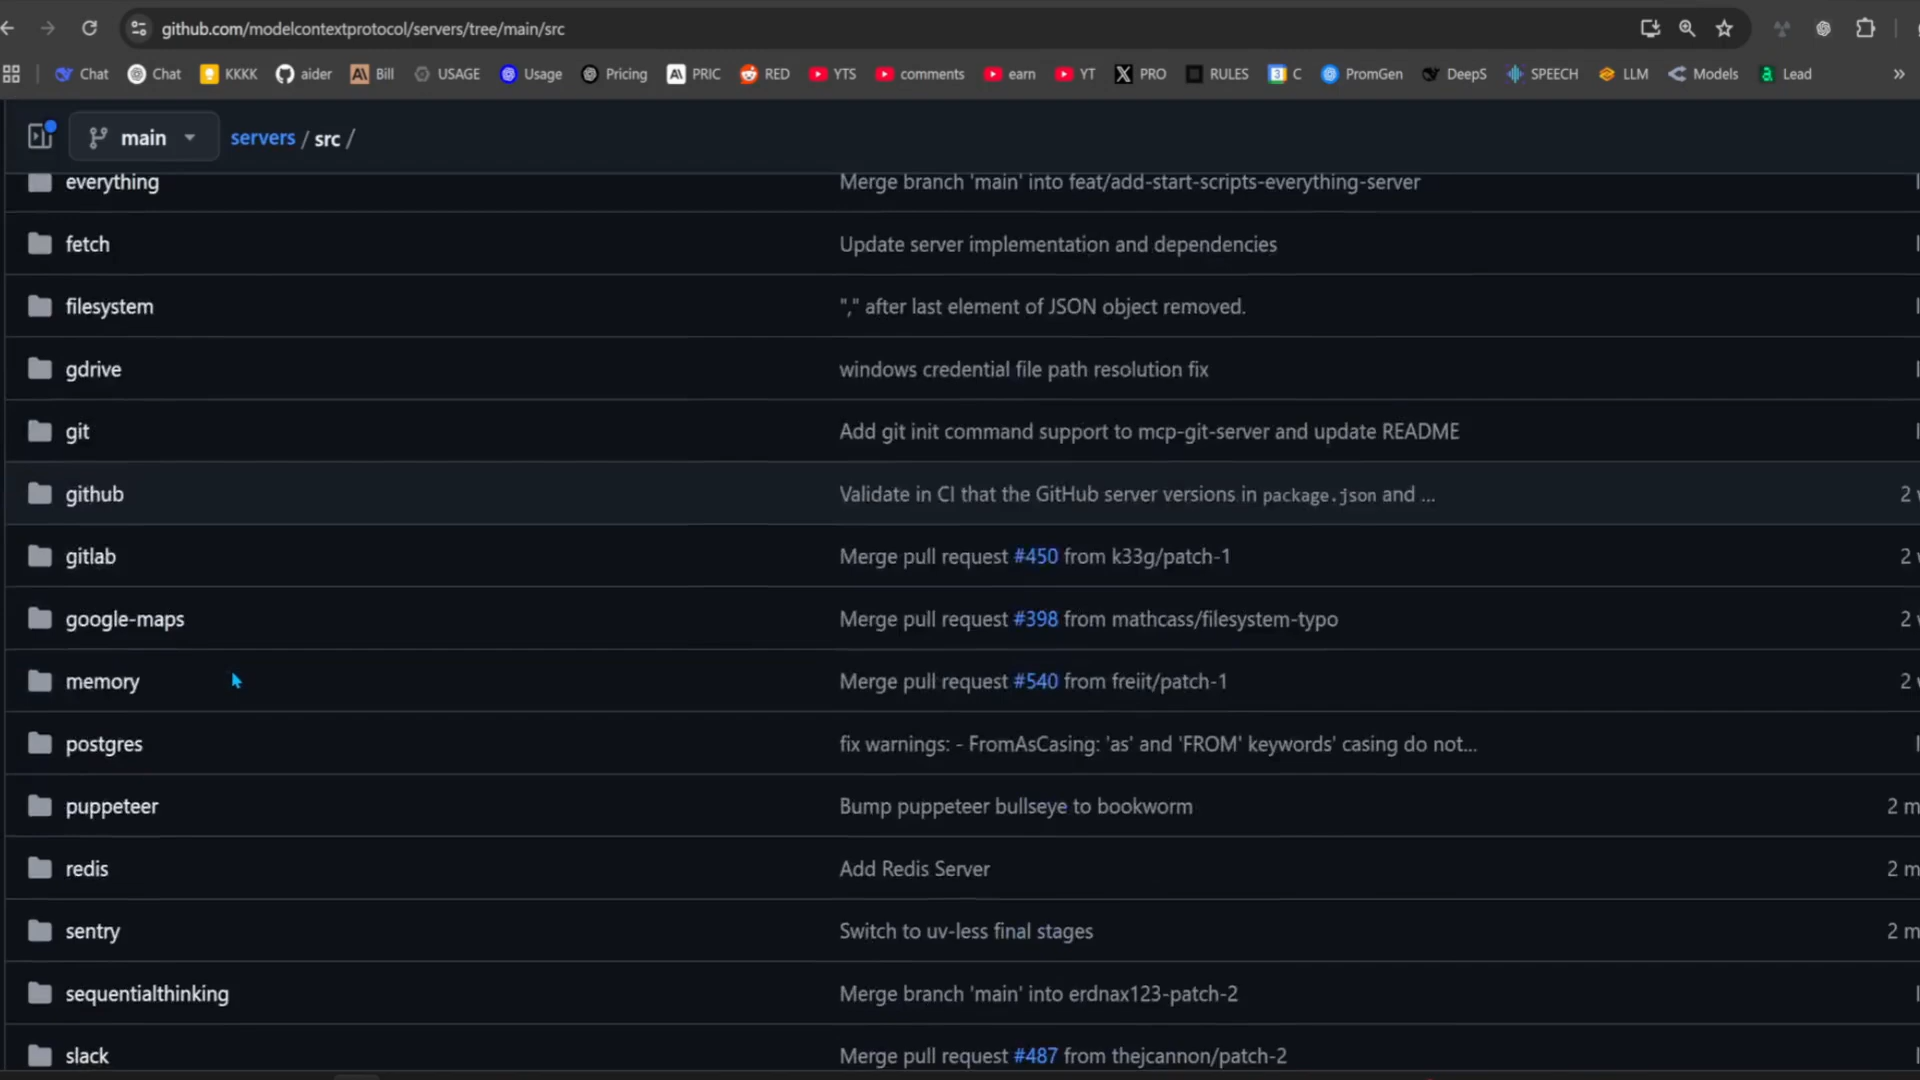 github.com/modelcontextprotocol/servers/tree/main/src
Chat Chat KKKK aider Bill USAGE Usage Pricing PRIC RED YTS comments earn YT PRO RULES C PromGen DeepS SPEECH LLM Models Lead »
main servers / src /
everything Merge branch 'main' into feat/add-start-scripts-everything-server
fetch Update server implementation and dependencies
filesystem "," after last element of JSON object removed.
gdrive windows credential file path resolution fix
git Add git init command support to mcp-git-server and update README
github Validate in CI that the GitHub server versions in package.json and ... 2
gitlab Merge pull request #450 from k33g/patch-1 2
google-maps Merge pull request #398 from mathcass/filesystem-typo 2
memory Merge pull request #540 from freiit/patch-1 2
postgres fix warnings: - FromAsCasing: 'as' and 'FROM' keywords' casing do not...
puppeteer Bump puppeteer bullseye to bookworm 2 m
redis Add Redis Server 2 m
sentry Switch to uv-less final stages 2 m
sequentialthinking Merge branch 'main' into erdnax123-patch-2
slack Merge pull request #487 from thejcannon/patch-2